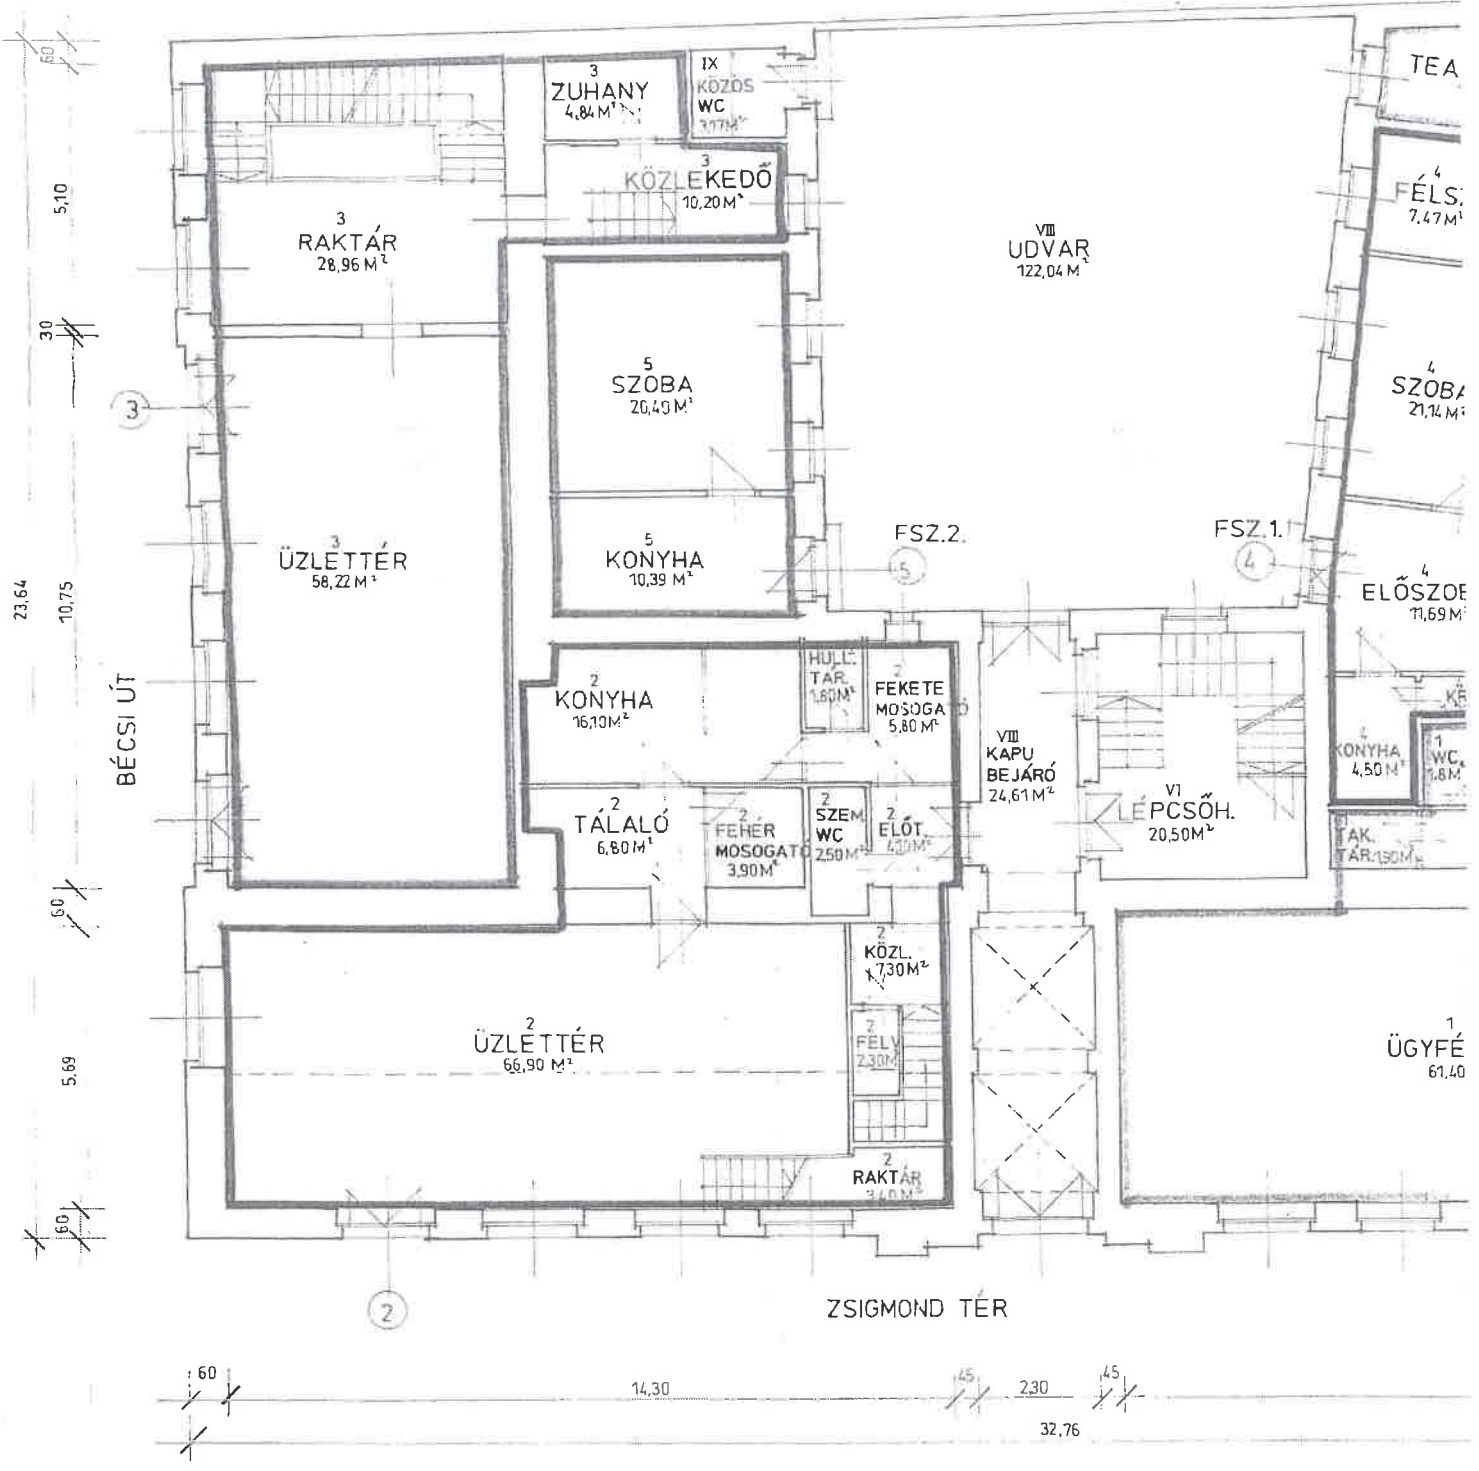 3
ZUHANY
4,84 M²
IX
KÖZÖS
WC
TEA
3
KÖZLEKEDŐ
10,20 M²
4
FÉLSZ
7,47 M²
3
RAKTÁR
28,96 M²
VIII
UDVAR
122,04 M²
5
SZOBA
20,40 M²
4
SZOBA
21,14 M²
3
3
ÜZLETTÉR
58,22 M²
5
KONYHA
10,39 M²
FSZ.2.
5
FSZ.1.
4
4
ELŐSZOB
11,69 M²
BÉCSI ÚT
2
KONYHA
16,10 M²
HULL.
TÁR.
1,60 M²
2
FEKETE
MOSOGATÓ
5,80 M²
VIII
KAPU
BEJÁRÓ
24,61 M²
VI
LÉPCSŐH.
20,50 M²
4
KONYHA
4,50 M²
1
WC
1,8 M²
TAK.
TÁR. 1,90 M²
2
TÁLALÓ
6,80 M²
2
FEHÉR
MOSOGATÓ
3,90 M²
2
SZEM.
WC
2,50 M²
2
ELŐT.
2
KÖZL.
7,30 M²
2
ÜZLETTÉR
66,90 M²
2
FELV
2,30 M²
1
ÜGYFÉ
61,40
2
RAKTÁR
3,40 M²
2
ZSIGMOND TÉR
60
5,10
30
10,75
23,64
60
5,69
60
60
14,30
45
2,30
45
32,76